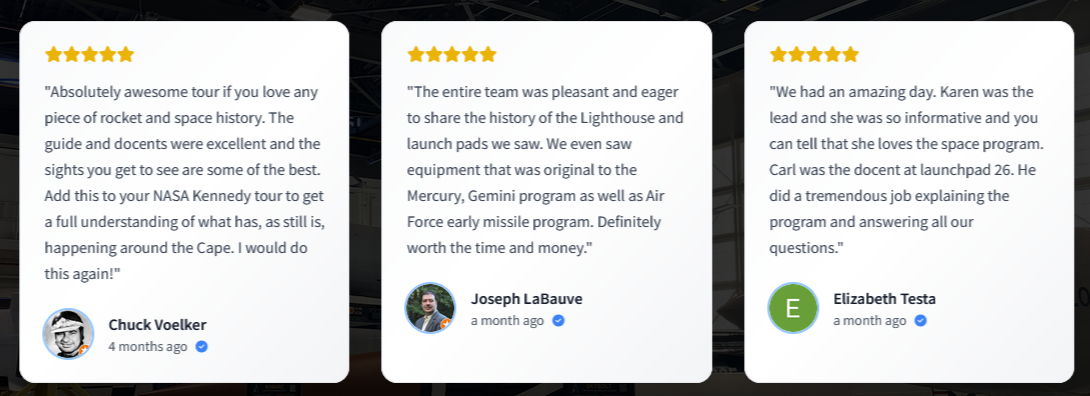 "Absolutely awesome tour if you love any
piece of rocket and space history. The
guide and docents were excellent and the
sights you get to see are some of the best.
Add this to your NASA Kennedy tour to get
a full understanding of what has, as still is,
happening around the Cape. I would do
this again!"
Chuck Voelker
4 months ago
"The entire team was pleasant and eager
to share the history of the Lighthouse and
launch pads we saw. We even saw
equipment that was original to the
Mercury, Gemini program as well as Air
Force early missile program. Definitely
worth the time and money."
Joseph LaBauve
a month ago
"We had an amazing day. Karen was the
lead and she was so informative and you
can tell that she loves the space program.
Carl was the docent at launchpad 26. He
did a tremendous job explaining the
program and answering all our
questions."
E
Elizabeth Testa
a month ago